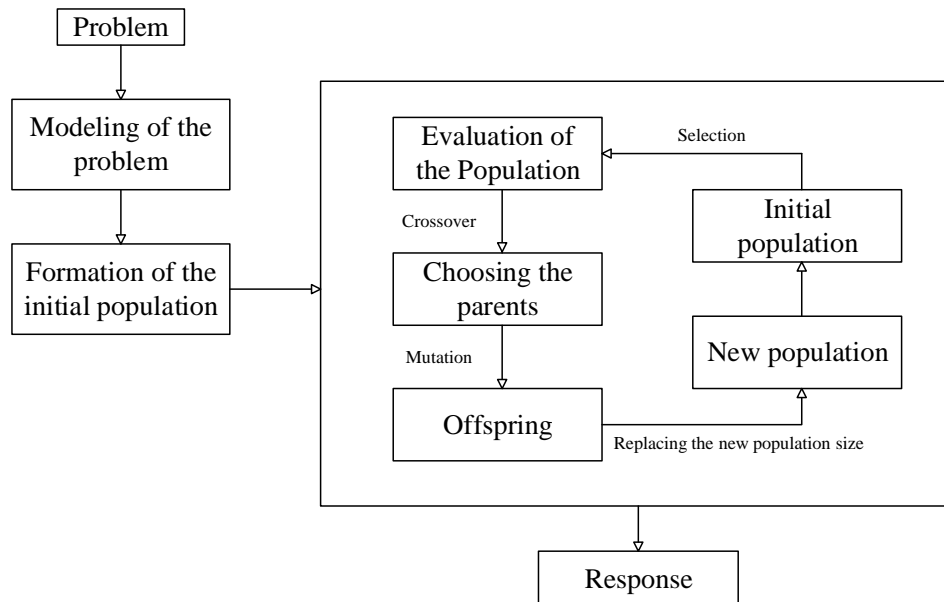 Problem
Modeling of the
problem
Formation of the
initial population
Evaluation of
the Population
Selection
Crossover
Initial
population
Choosing the
parents
Mutation
New population
Offspring
Replacing the new population size
Response